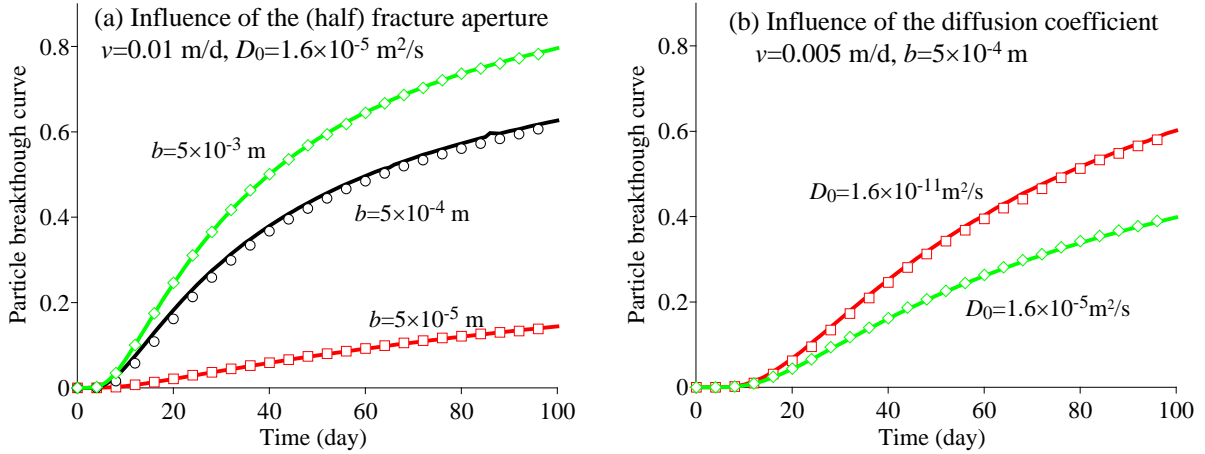 (a) Influence of the (half) fracture aperture
v=0.01 m/d, D₀=1.6×10⁻⁵ m²/s
Particle breakthrough curve
0.8
0.6
0.4
0.2
0
b=5×10⁻³ m
b=5×10⁻⁴ m
b=5×10⁻⁵ m
0 20 40 60 80 100
Time (day)
(b) Influence of the diffusion coefficient
v=0.005 m/d, b=5×10⁻⁴ m
Particle breakthrough curve
0.8
0.6
0.4
0.2
0
D₀=1.6×10⁻¹¹m²/s
D₀=1.6×10⁻⁵m²/s
0 20 40 60 80 100
Time (day)